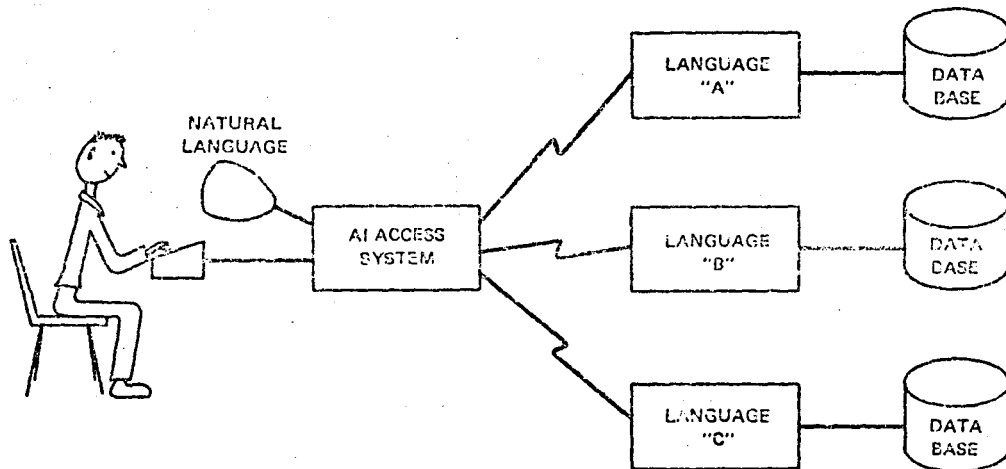 NATURAL
LANGUAGE
AI ACCESS
SYSTEM
LANGUAGE
"A"
DATA
BASE
LANGUAGE
"B"
DATA
BASE
LANGUAGE
"C"
DATA
BASE